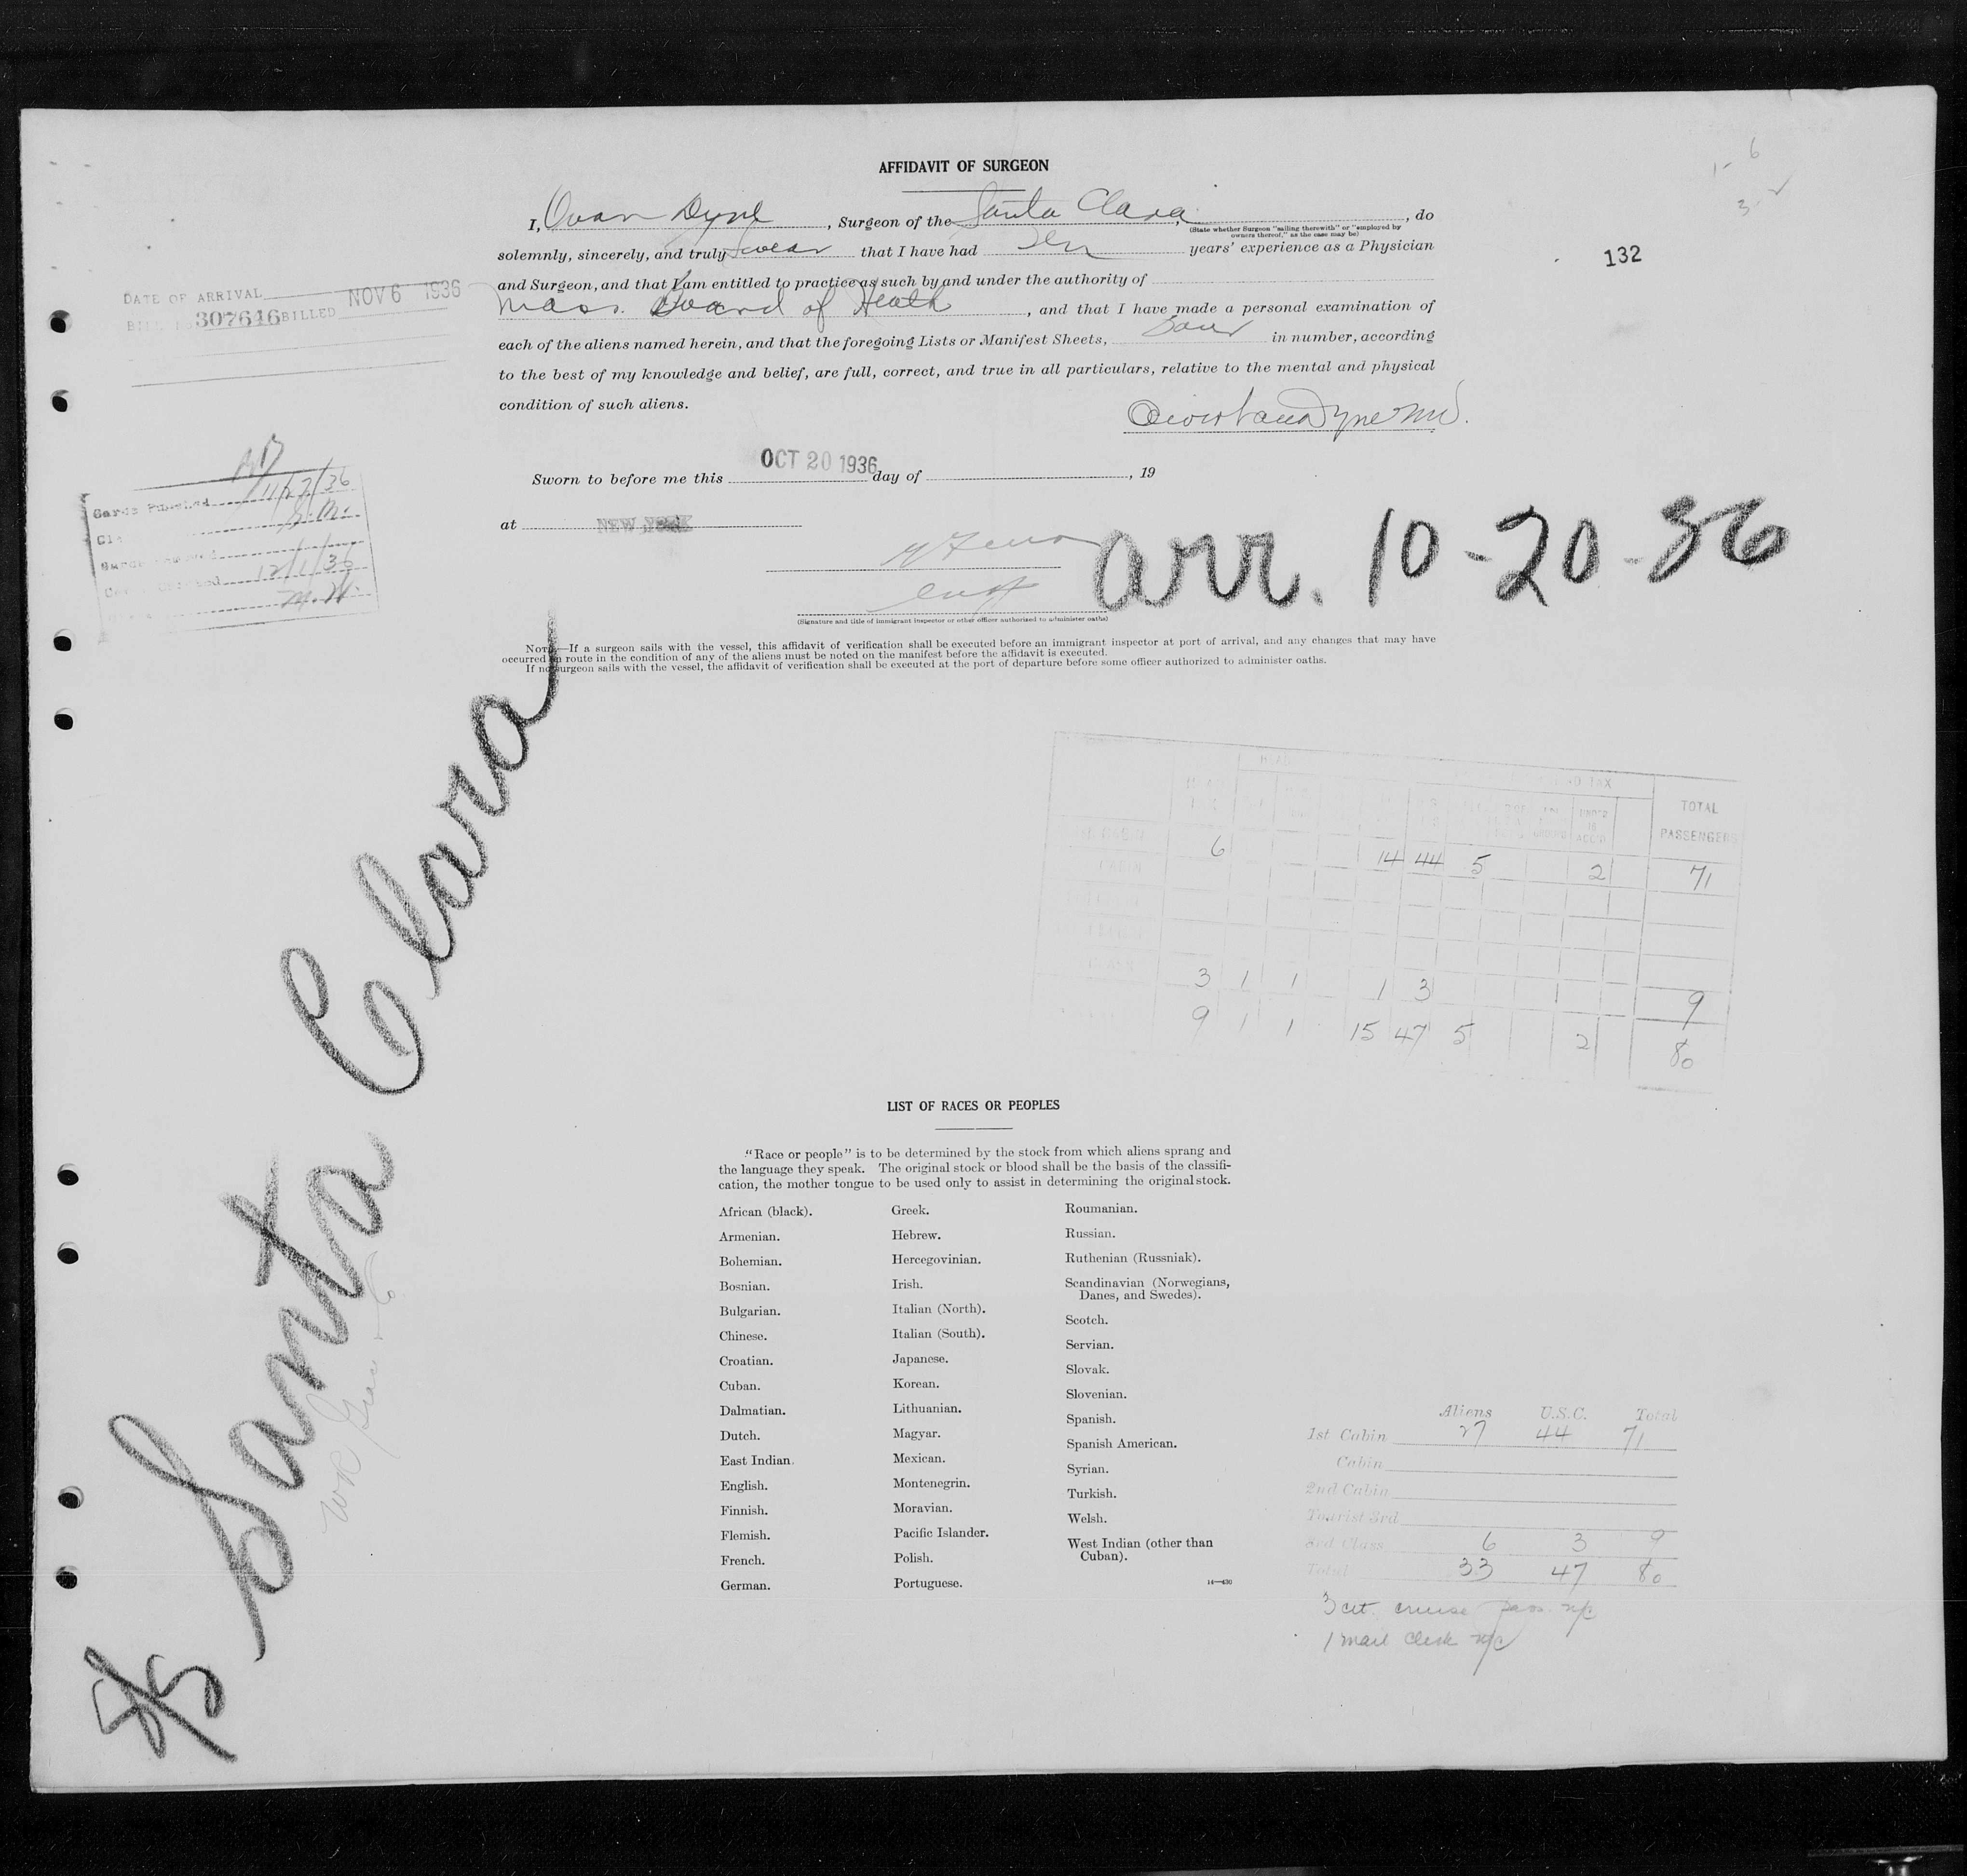 AFFIDAVIT OF SURGEON
I, O van Dyne, Surgeon of the Santa Clara, do
(State whether Surgeon "sailing therewith" or "employed by
owners thereof," as the case may be)
solemnly, sincerely, and truly swear that I have had Ten years' experience as a Physician
and Surgeon, and that I am entitled to practice as such by and under the authority of
Mass. Board of Heath, and that I have made a personal examination of
each of the aliens named herein, and that the foregoing Lists or Manifest Sheets, four in number, according
to the best of my knowledge and belief, are full, correct, and true in all particulars, relative to the mental and physical
condition of such aliens.
Sworn to before me this OCT 20 1936 day of , 19
at NEW YORK
(Signature and title of immigrant inspector or other officer authorized to administer oaths)
NOTE.—If a surgeon sails with the vessel, this affidavit of verification shall be executed before an immigrant inspector at port of arrival, and any changes that may have
occurred en route in the condition of any of the aliens must be noted on the manifest before the affidavit is executed.
If no surgeon sails with the vessel, the affidavit of verification shall be executed at the port of departure before some officer authorized to administer oaths.
132
DATE OF ARRIVAL NOV 6 1936
BILL No 307646 BILLED
11/27/36
12/1/36
M.W.
arr. 10-20-36
S/S Santa Clara
TOTAL
PASSENGERS
6 14 44 5 2 71
3 1 1 1 3 9
9 1 1 15 47 5 2 80
LIST OF RACES OR PEOPLES
"Race or people" is to be determined by the stock from which aliens sprang and
the language they speak. The original stock or blood shall be the basis of the classifi-
cation, the mother tongue to be used only to assist in determining the original stock.
African (black).
Armenian.
Bohemian.
Bosnian.
Bulgarian.
Chinese.
Croatian.
Cuban.
Dalmatian.
Dutch.
East Indian.
English.
Finnish.
Flemish.
French.
German.
Greek.
Hebrew.
Hercegovinian.
Irish.
Italian (North).
Italian (South).
Japanese.
Korean.
Lithuanian.
Magyar.
Mexican.
Montenegrin.
Moravian.
Pacific Islander.
Polish.
Portuguese.
Roumanian.
Russian.
Ruthenian (Russniak).
Scandinavian (Norwegians,
Danes, and Swedes).
Scotch.
Servian.
Slovak.
Slovenian.
Spanish.
Spanish American.
Syrian.
Turkish.
Welsh.
West Indian (other than
Cuban).
14—430
Aliens U.S.C. Total
1st Cabin 27 44 71
Cabin
2nd Cabin
Tourist 3rd
3rd Class 6 3 9
Total 33 47 80
3 cit. cruise pass. n/c
1 mail clerk n/c